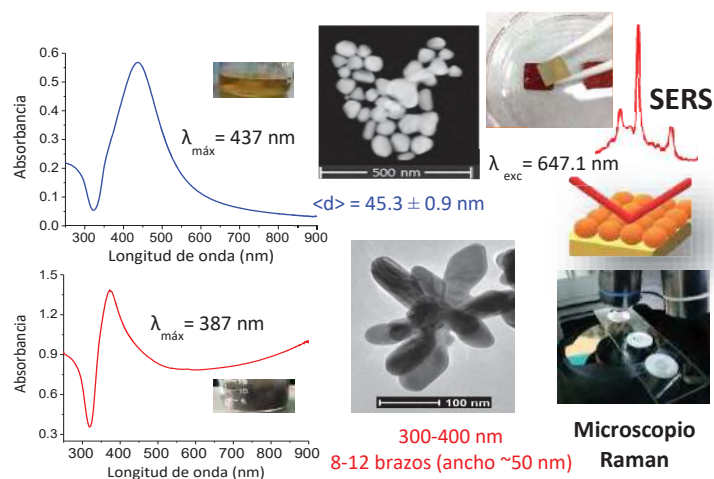 0.6
0.5
0.4
0.3
0.2
0.1
0.0
Absorbancia
λmáx = 437 nm
300 400 500 600 700 800 900
Longitud de onda (nm)
500 nm
<d> = 45.3 ± 0.9 nm
SERS
λexc = 647.1 nm
1.5
1.2
0.9
0.6
0.3
Absorbancia
λmáx = 387 nm
300 400 500 600 700 800 900
Longitud de onda (nm)
100 nm
300-400 nm
8-12 brazos (ancho ~50 nm)
Microscopio
Raman